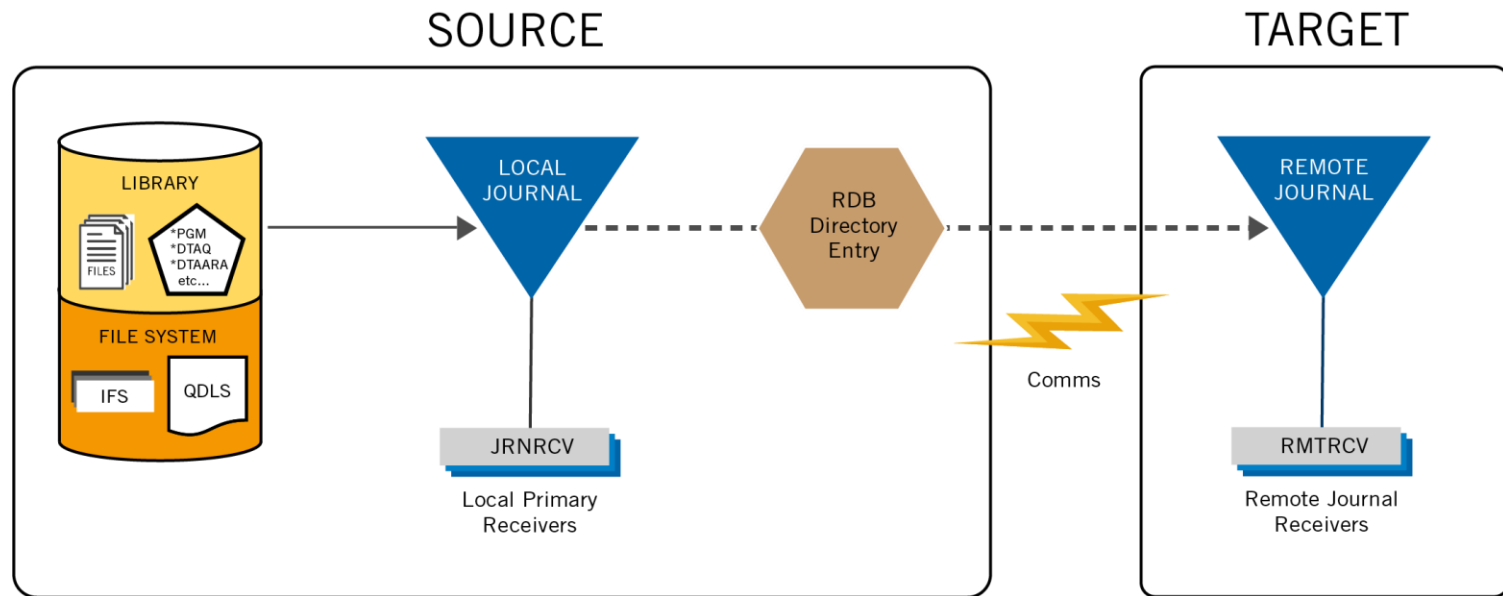 SOURCE
TARGET
LIBRARY
FILES
*PGM
*DTAQ
*DTAARA
etc...
FILE SYSTEM
IFS
QDLS
LOCAL
JOURNAL
JRNRCV
Local Primary
Receivers
RDB
Directory
Entry
Comms
REMOTE
JOURNAL
RMTRCV
Remote Journal
Receivers